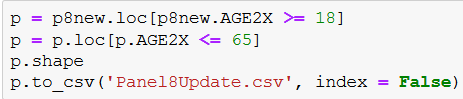 p = p8new.loc[p8new.AGE2X >= 18]
p = p.loc[p.AGE2X <= 65]
p.shape
p.to_csv('Panel8Update.csv', index = False)